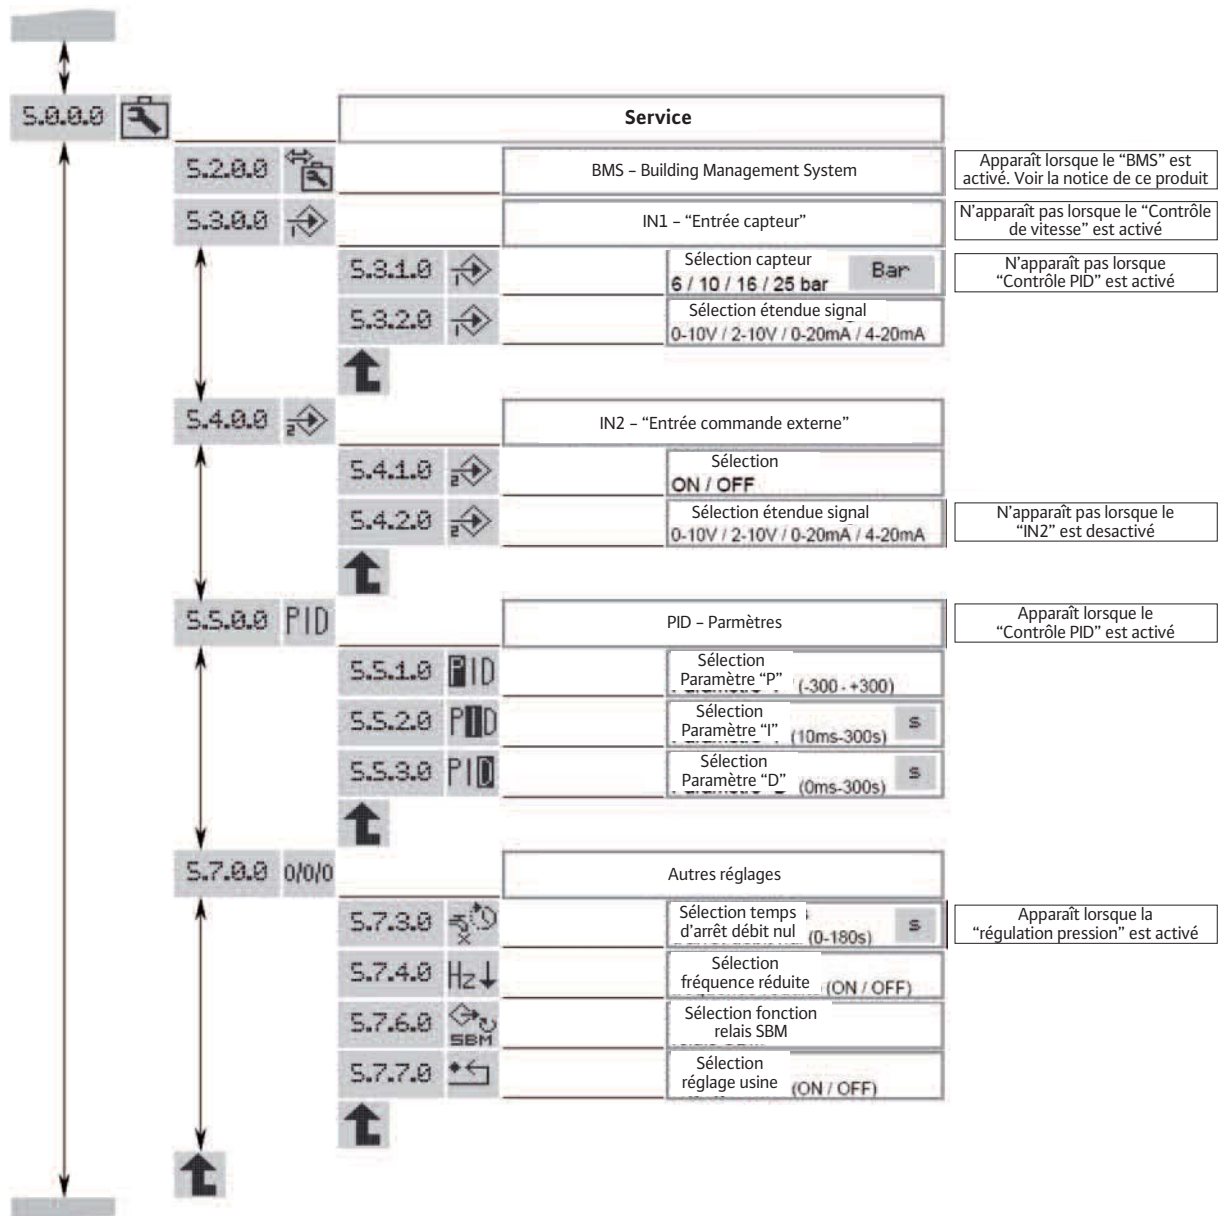 5.0.0.0
Service
5.2.0.0
BMS – Building Management System
Apparaît lorsque le “BMS” est
activé. Voir la notice de ce produit
5.3.0.0
1
IN1 – “Entrée capteur”
N’apparaît pas lorsque le “Contrôle
de vitesse” est activé
5.3.1.0
1
Sélection capteur
6 / 10 / 16 / 25 bar
Bar
N’apparaît pas lorsque
“Contrôle PID” est activé
5.3.2.0
1
Sélection étendue signal
0-10V / 2-10V / 0-20mA / 4-20mA
5.4.0.0
2
IN2 – “Entrée commande externe”
5.4.1.0
2
Sélection
ON / OFF
5.4.2.0
2
Sélection étendue signal
0-10V / 2-10V / 0-20mA / 4-20mA
N’apparaît pas lorsque le
“IN2” est desactivé
5.5.0.0 PID
PID – Parmètres
Apparaît lorsque le
“Contrôle PID” est activé
5.5.1.0 PID
Sélection
Paramètre “P” (-300 - +300)
5.5.2.0 PID
Sélection
Paramètre “I” (10ms-300s)
s
5.5.3.0 PID
Sélection
Paramètre “D” (0ms-300s)
s
5.7.0.0 0/0/0
Autres réglages
5.7.3.0
Sélection temps
d’arrêt débit nul (0-180s)
s
Apparaît lorsque la
“régulation pression” est activé
5.7.4.0 Hz
Sélection
fréquence réduite (ON / OFF)
5.7.6.0
SBM
Sélection fonction
relais SBM
5.7.7.0
Sélection
réglage usine (ON / OFF)